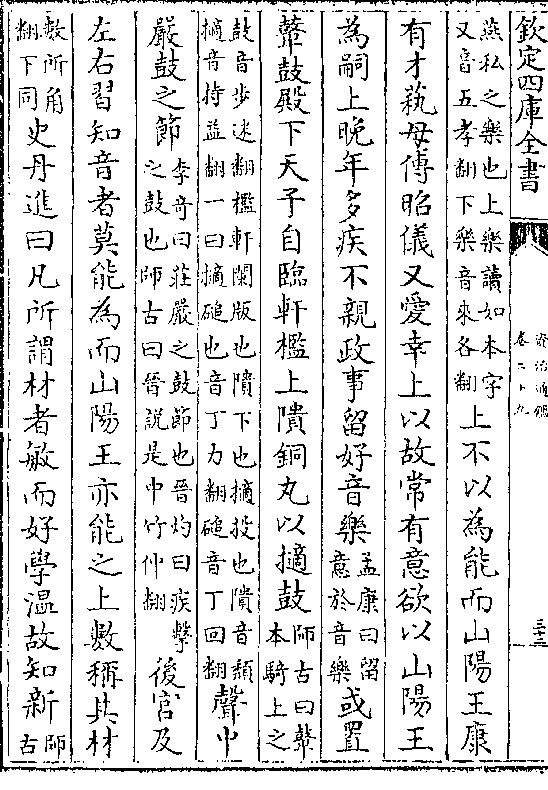 欽定四庫全書
資治通鑑
卷二十九
三十二
燕私之樂也上樂讀如本字
又音五孝翻下樂音來各翻
上不以為能而山陽王康
有才蓺母傅昭儀又愛幸上以故常有意欲以山陽王
為嗣上晚年多疾不親政事留好音樂
孟康曰留
意於音樂
或置
鼙鼓殿下天子自臨軒檻上隤銅丸以摘鼓
師古曰鼙
本騎上之
鼓音步迷翻檻軒闌版也隤下也摘投也隤音頹
摘音持益翻一曰摘磓也音丁力翻磓音丁回翻
聲中
嚴鼓之節
李奇曰莊嚴之鼓節也晉灼曰疾擊
之鼓也師古曰晉說是中竹仲翻
後宮及
左右習知音者莫能為而山陽王亦能之上數稱其材
數所角
翻下同
史丹進曰凡所謂材者敏而好學溫故知新
師
古